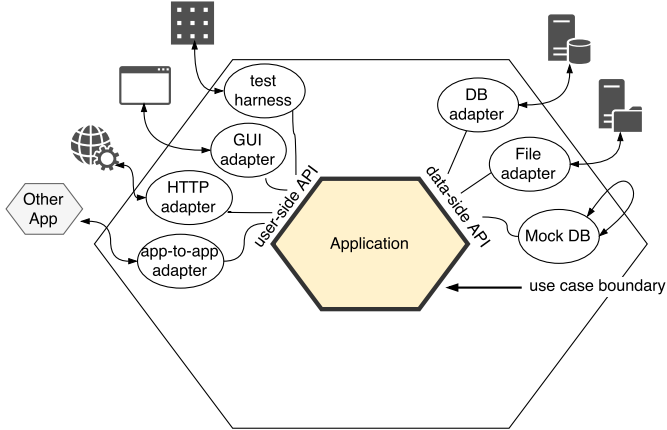 test
harness
GUI
adapter
HTTP
adapter
Other
App
app-to-app
adapter
user-side API
Application
data-side API
DB
adapter
File
adapter
Mock DB
use case boundary